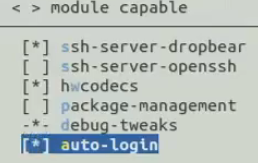 < > module capable
[*] ssh-server-dropbear
[ ] ssh-server-openssh
[*] hwcodecs
[ ] package-management
-*- debug-tweaks
[*] auto-login